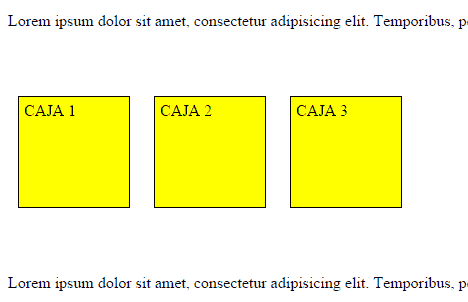 Lorem ipsum dolor sit amet, consectetur adipisicing elit. Temporibus,
CAJA 1 CAJA 2 CAJA 3
Lorem ipsum dolor sit amet, consectetur adipisicing elit. Temporibus,